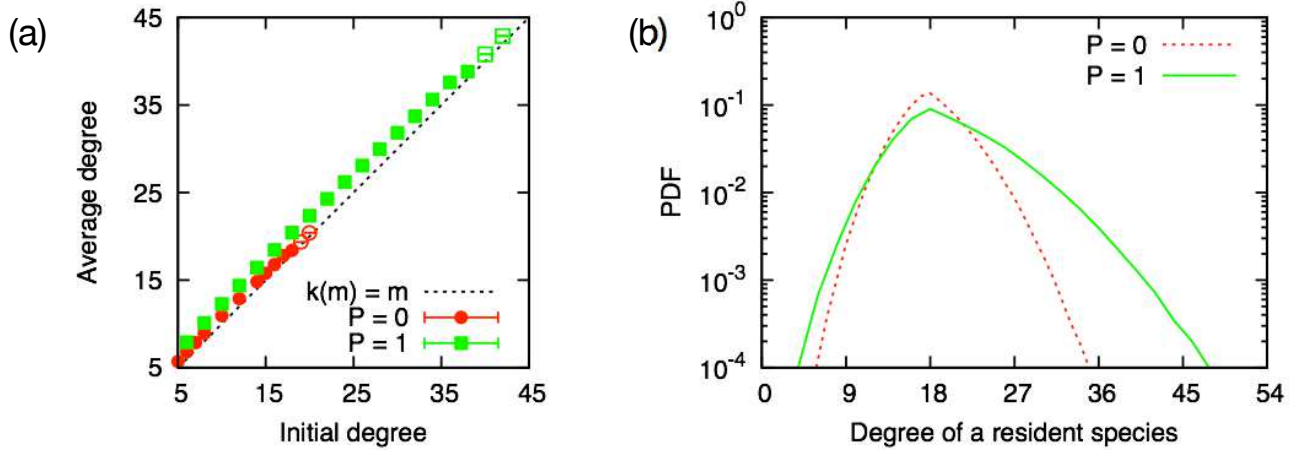 (a)
45
35
25
15
5
Average degree
k(m) = m
P = 0
P = 1
5 15 25 35 45
Initial degree
(b)
10^0
10^-1
10^-2
10^-3
10^-4
PDF
P = 0
P = 1
0 9 18 27 36 45 54
Degree of a resident species